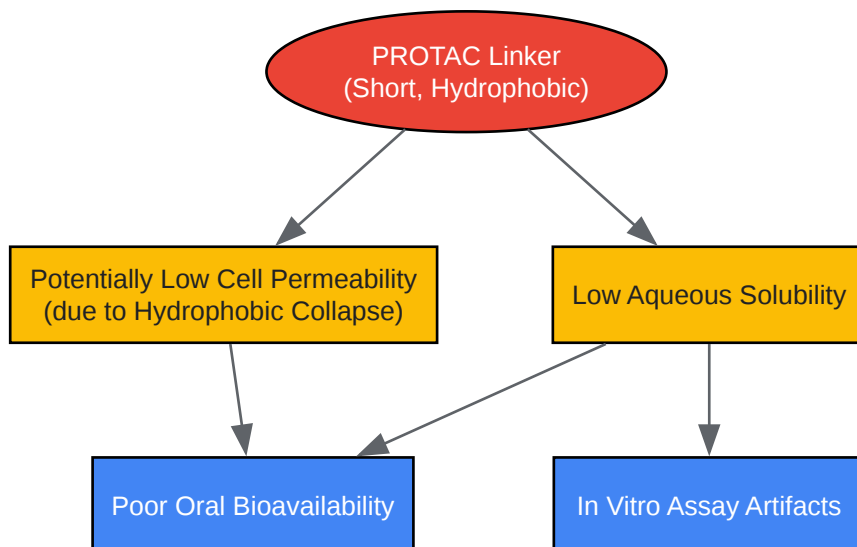 PROTAC Linker
(Short, Hydrophobic)
Potentially Low Cell Permeability
(due to Hydrophobic Collapse)
Low Aqueous Solubility
Poor Oral Bioavailability
In Vitro Assay Artifacts